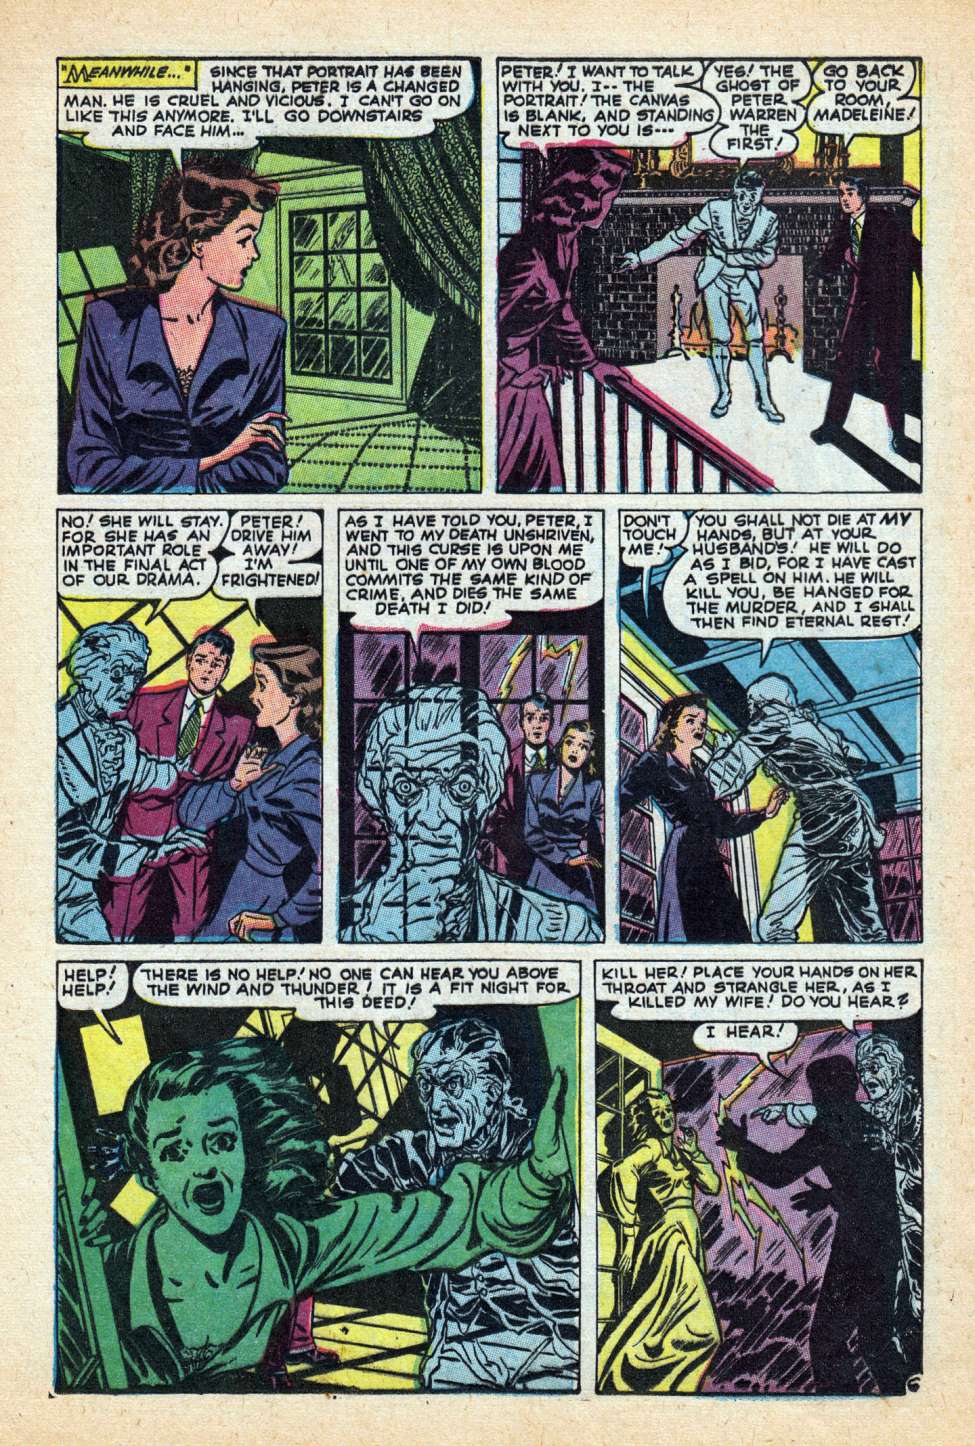 "MEANWHILE..."
SINCE THAT PORTRAIT HAS BEEN
HANGING, PETER IS A CHANGED
MAN. HE IS CRUEL AND VICIOUS. I CAN'T GO ON
LIKE THIS ANYMORE. I'LL GO DOWNSTAIRS
AND FACE HIM...
PETER! I WANT TO TALK
WITH YOU. I-- THE
PORTRAIT! THE CANVAS
IS BLANK, AND STANDING
NEXT TO YOU IS---
YES! THE
GHOST OF
PETER
WARREN
THE
FIRST!
GO BACK
TO YOUR
ROOM,
MADELEINE!
NO! SHE WILL STAY.
FOR SHE HAS AN
IMPORTANT ROLE
IN THE FINAL ACT
OF OUR DRAMA.
PETER!
DRIVE HIM
AWAY!
I'M
FRIGHTENED!
AS I HAVE TOLD YOU, PETER, I
WENT TO MY DEATH UNSHRIVEN,
AND THIS CURSE IS UPON ME
UNTIL ONE OF MY OWN BLOOD
COMMITS THE SAME KIND OF
CRIME, AND DIES THE SAME
DEATH I DID!
DON'T
TOUCH
ME!
YOU SHALL NOT DIE AT MY
HANDS, BUT AT YOUR
HUSBAND'S! HE WILL DO
AS I BID, FOR I HAVE CAST
A SPELL ON HIM. HE WILL
KILL YOU, BE HANGED FOR
THE MURDER, AND I SHALL
THEN FIND ETERNAL REST!
HELP!
HELP!
THERE IS NO HELP! NO ONE CAN HEAR YOU ABOVE
THE WIND AND THUNDER! IT IS A FIT NIGHT FOR
THIS DEED!
KILL HER! PLACE YOUR HANDS ON HER
THROAT AND STRANGLE HER, AS I
KILLED MY WIFE! DO YOU HEAR?
I HEAR!
6